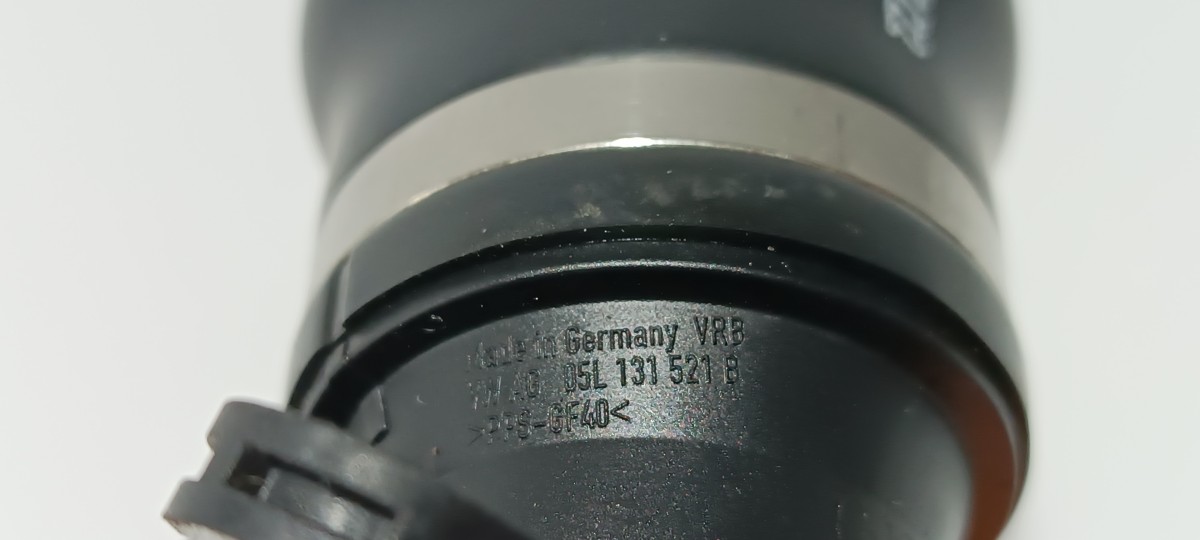 Made in Germany VRB
VW AG 05L 131 521 B
>PPS-GF40<